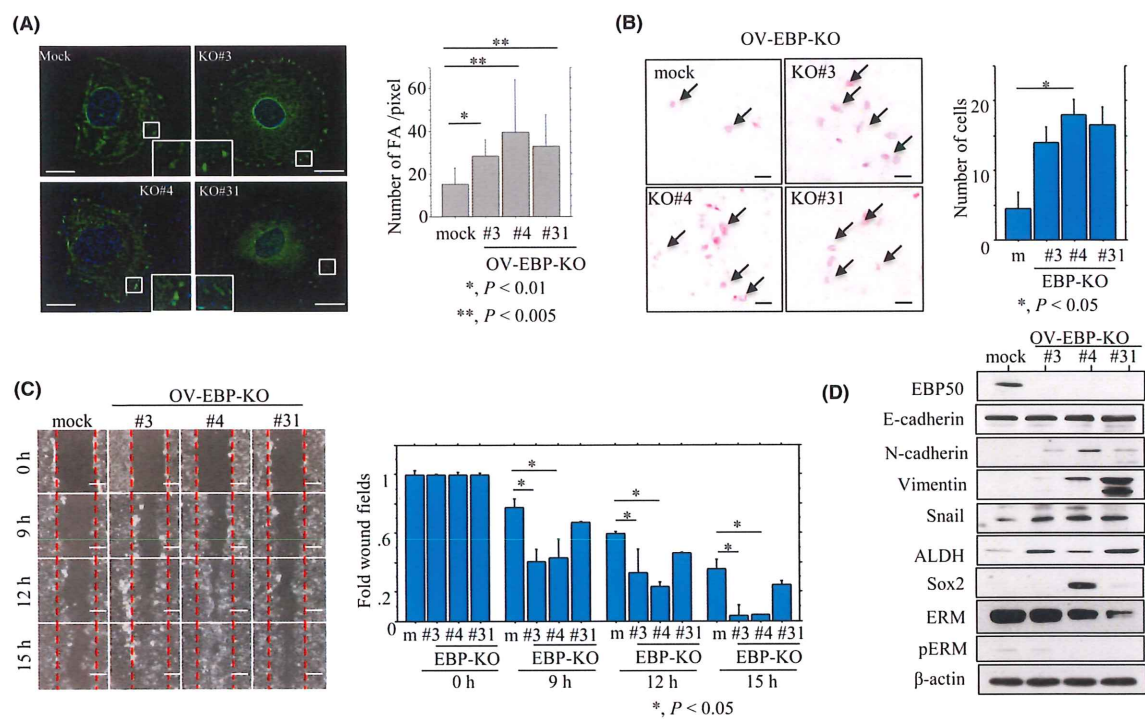 (A)
Mock
KO#3
KO#4
KO#31
Number of FA /pixel
60
40
20
0
**
**
*
mock #3 #4 #31
OV-EBP-KO
*, P < 0.01
**, P < 0.005
(B)
OV-EBP-KO
mock
KO#3
KO#4
KO#31
Number of cells
20
10
0
*
m #3 #4 #31
EBP-KO
*, P < 0.05
(C)
OV-EBP-KO
mock #3 #4 #31
0 h
9 h
12 h
15 h
Fold wound fields
1
.6
.2
0
* *
* *
* *
m #3 #4 #31 m #3 #4 #31 m #3 #4 #31 m #3 #4 #31
EBP-KO EBP-KO EBP-KO EBP-KO
0 h 9 h 12 h 15 h
*, P < 0.05
(D)
OV-EBP-KO
mock #3 #4 #31
EBP50
E-cadherin
N-cadherin
Vimentin
Snail
ALDH
Sox2
ERM
pERM
β-actin